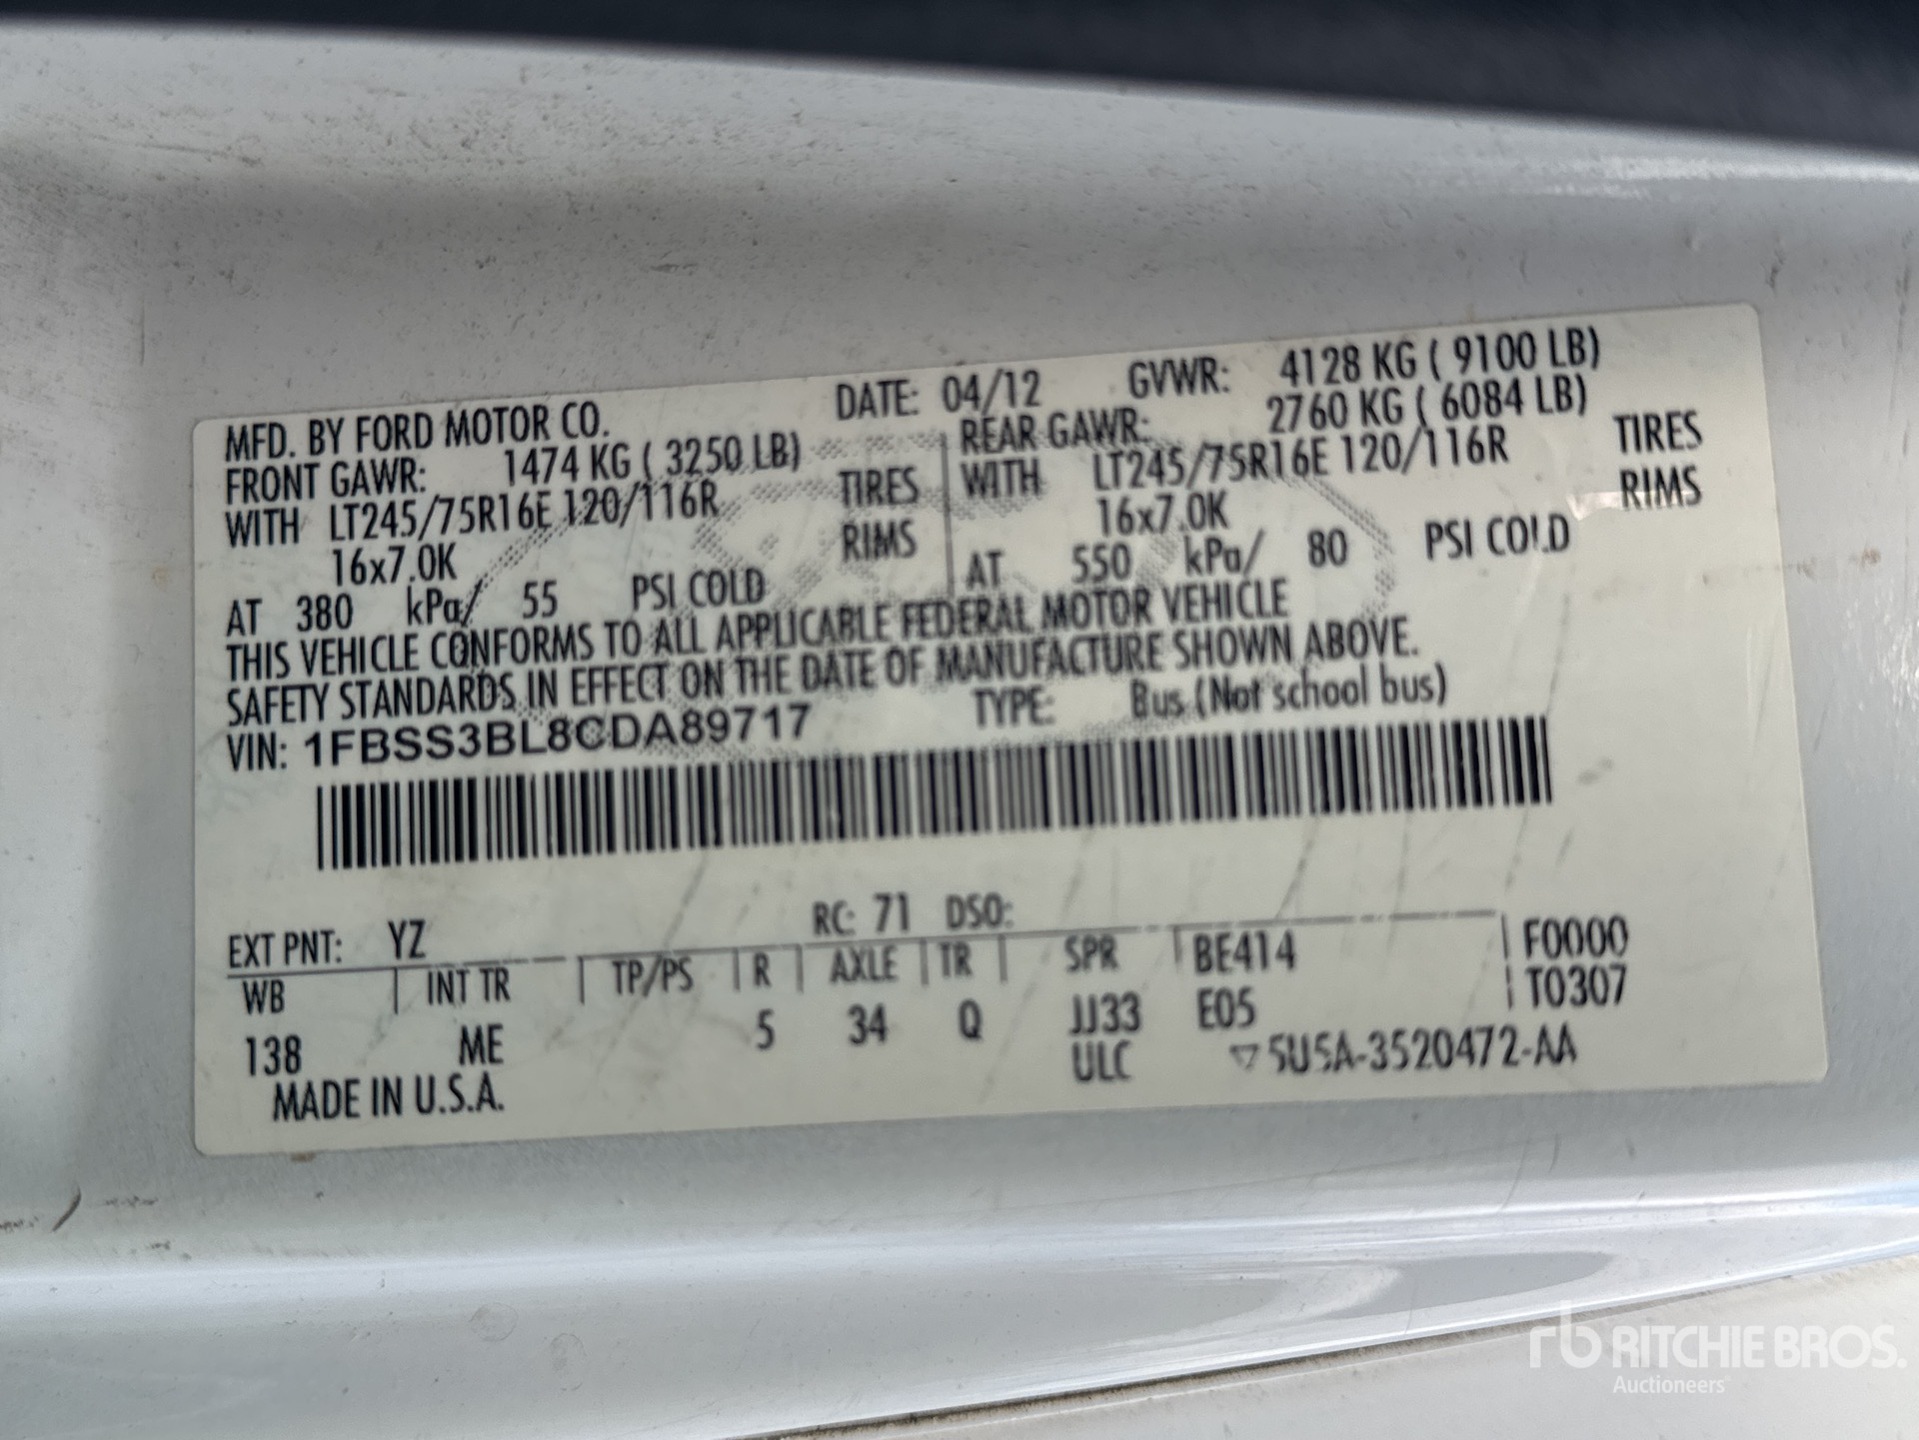 MFD. BY FORD MOTOR CO. DATE: 04/12 GVWR: 4128 KG ( 9100 LB)
FRONT GAWR: 1474 KG ( 3250 LB) REAR GAWR: 2760 KG ( 6084 LB)
WITH LT245/75R16E 120/116R TIRES WITH LT245/75R16E 120/116R TIRES
16x7.0K RIMS 16x7.0K RIMS
AT 380 kPa/ 55 PSI COLD AT 550 kPa/ 80 PSI COLD
THIS VEHICLE CONFORMS TO ALL APPLICABLE FEDERAL MOTOR VEHICLE
SAFETY STANDARDS IN EFFECT ON THE DATE OF MANUFACTURE SHOWN ABOVE.
VIN: 1FBSS3BL8CDA89717 TYPE: Bus (Not school bus)
EXT PNT: YZ RC: 71 DSO:
WB INT TR TP/PS R AXLE TR SPR BE414 F0000
138 ME 5 34 Q JJ33 E05 T0307
MADE IN U.S.A. ULC ▽5U5A-3520472-AA
rb RITCHIE BROS.
Auctioneers